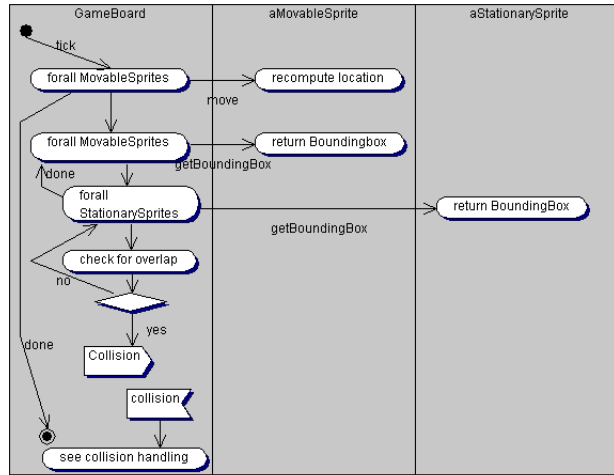 GameBoard
aMovableSprite
aStationarySprite
tick
forall MovableSprites
recompute location
move
forall MovableSprites
return Boundingbox
getBoundingBox
done
forall
StationarySprites
return BoundingBox
getBoundingBox
check for overlap
no
yes
Collision
done
collision
see collision handling